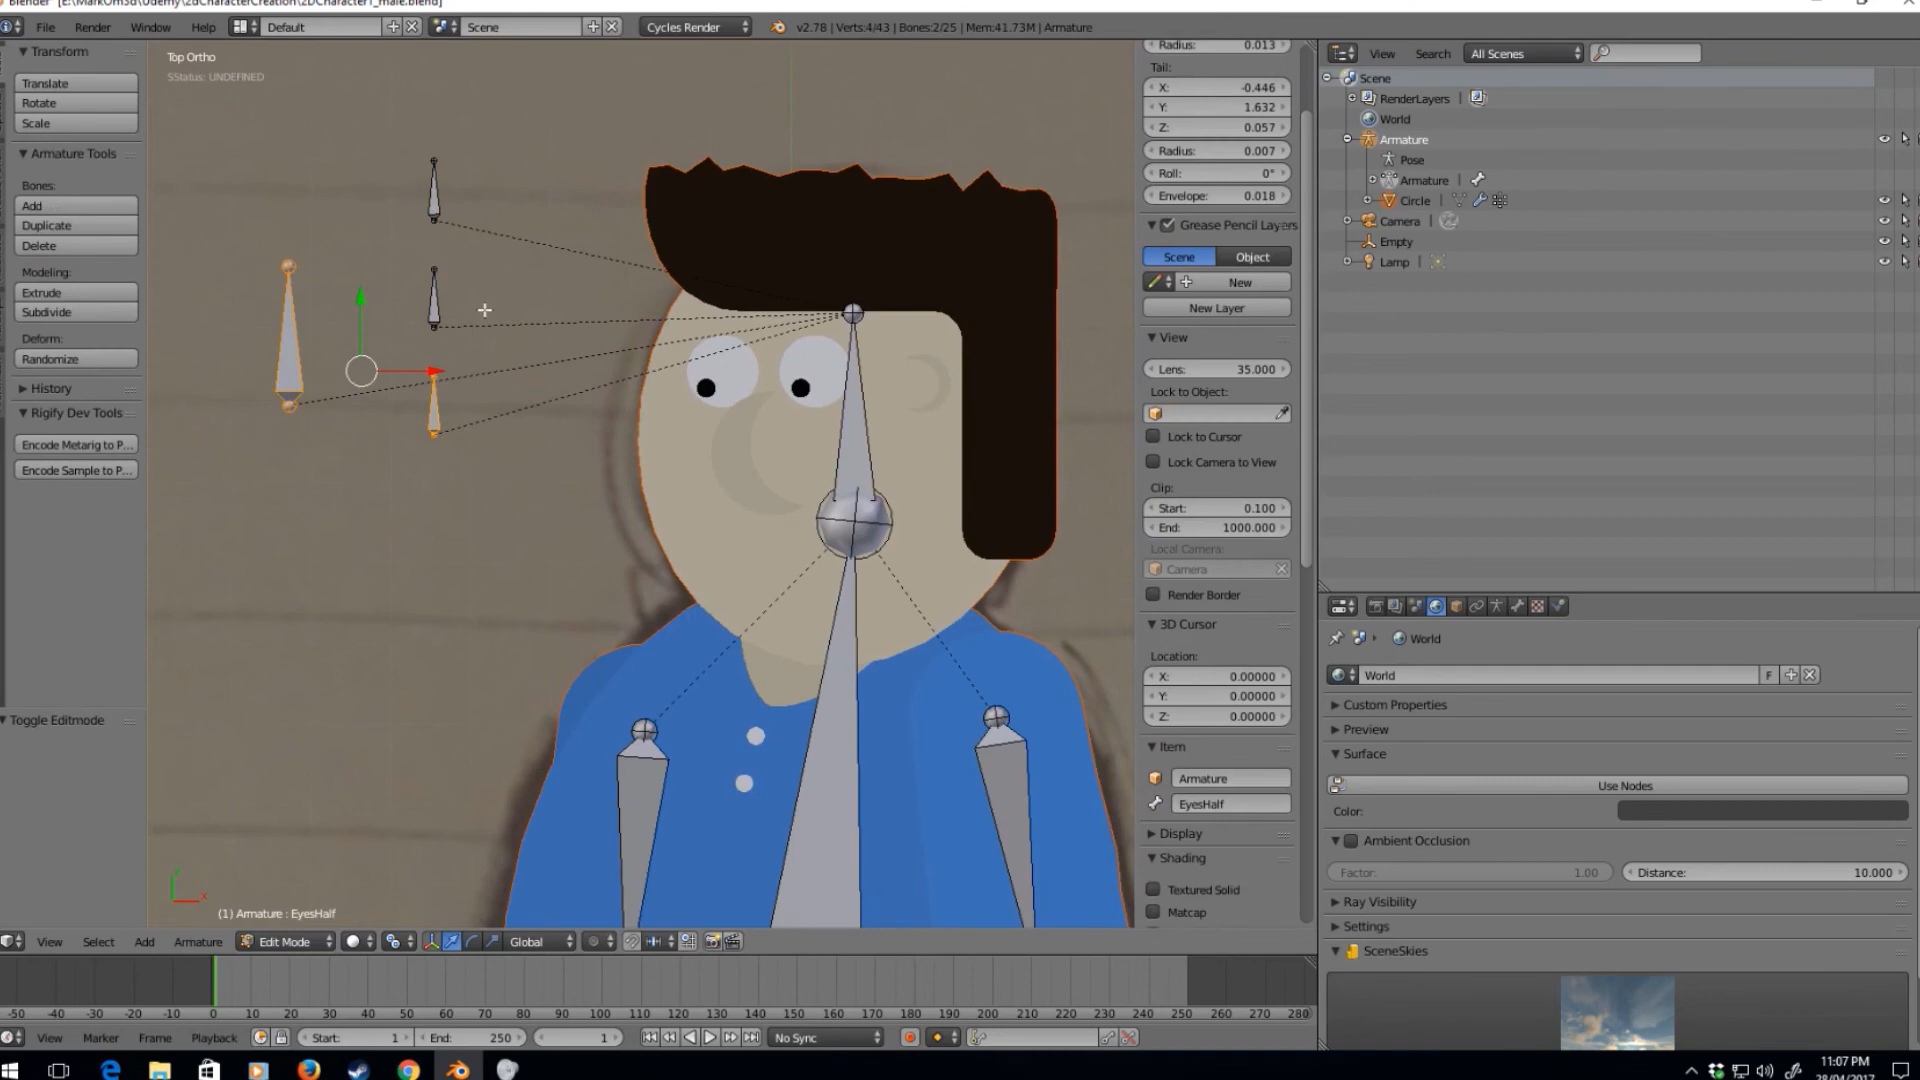 Blender* [E:\MarkOm3d\Udemy\2dCharacterCreation\2DCharacter1_male.blend]
File Render Window Help Default Scene Cycles Render v2.78 | Verts:4/43 | Bones:2/25 | Mem:41.73M | Armature
Transform
Translate
Rotate
Scale
Armature Tools
Bones:
Add
Duplicate
Delete
Modeling:
Extrude
Subdivide
Deform:
Randomize
History
Rigify Dev Tools
Encode Metarig to P...
Encode Sample to P...
Toggle Editmode
Top Ortho
SStatus: UNDEFINED
(1) Armature : EyesHalf
Radius: 0.013
Tail:
X: -0.446
Y: 1.632
Z: 0.057
Radius: 0.007
Roll: 0°
Envelope: 0.018
Grease Pencil Layers
Scene Object
New
New Layer
View
Lens: 35.000
Lock to Object:
Lock to Cursor
Lock Camera to View
Clip:
Start: 0.100
End: 1000.000
Local Camera:
Camera
Render Border
3D Cursor
Location:
X: 0.00000
Y: 0.00000
Z: 0.00000
Item
Armature
EyesHalf
Display
Shading
Textured Solid
Matcap
View Search All Scenes
Scene
RenderLayers
World
Armature
Pose
Armature
Circle
Camera
Empty
Lamp
World
World F
Custom Properties
Preview
Surface
Use Nodes
Color:
Ambient Occlusion
Factor: 1.00 Distance: 10.000
Ray Visibility
Settings
SceneSkies
View Select Add Armature Edit Mode Global
-50 -40 -30 -20 -10 0 10 20 30 40 50 60 70 80 90 100 110 120 130 140 150 160 170 180 190 200 210 220 230 240 250 260 270 280
View Marker Frame Playback Start: 1 End: 250 1 No Sync
11:07 PM
28/04/2017